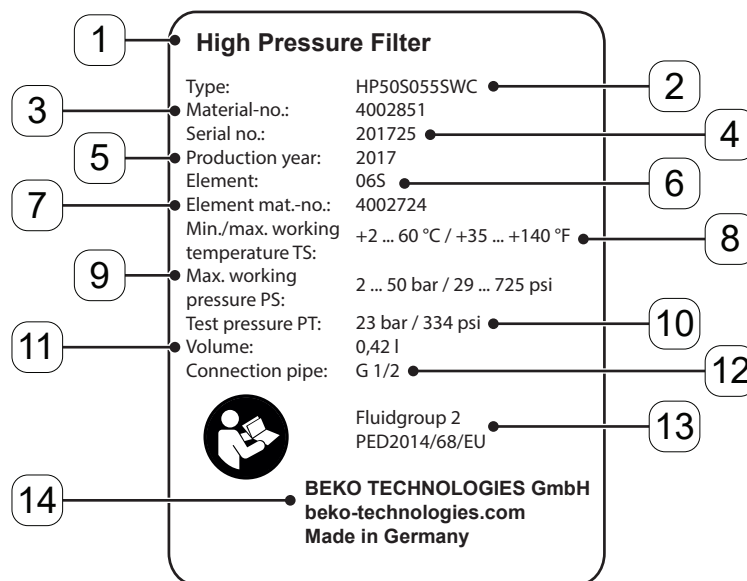 1 High Pressure Filter
Type: HP50S055SWC 2
3 Material-no.: 4002851
Serial no.: 201725 4
5 Production year: 2017
Element: 06S 6
7 Element mat.-no.: 4002724
Min./max. working
temperature TS: +2 ... 60 °C / +35 ... +140 °F 8
9 Max. working
pressure PS: 2 ... 50 bar / 29 ... 725 psi
Test pressure PT: 23 bar / 334 psi 10
11 Volume: 0,42 l
Connection pipe: G 1/2 12
Fluidgroup 2
PED2014/68/EU 13
14 BEKO TECHNOLOGIES GmbH
beko-technologies.com
Made in Germany